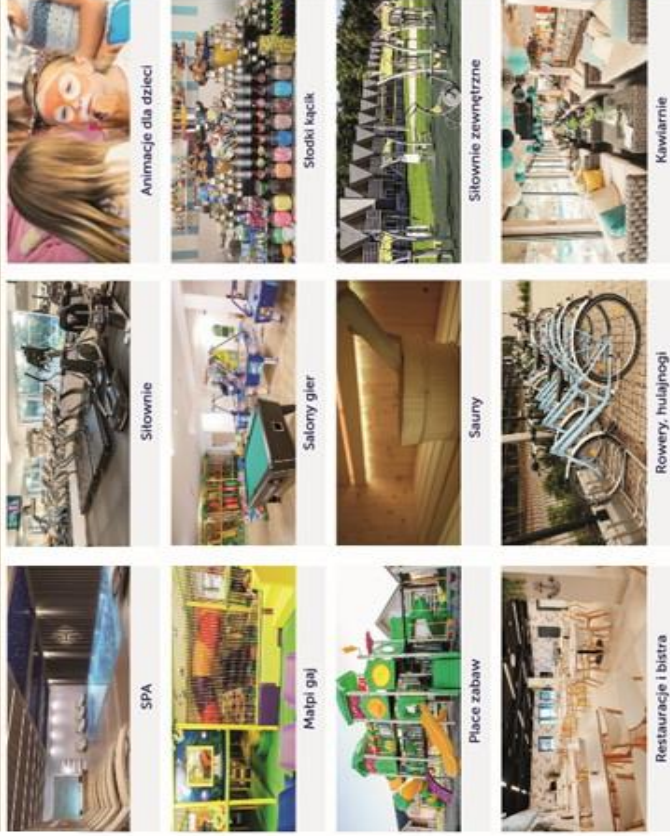 SPA
Siłownie
Animacje dla dzieci
Matpi gaj
Salony gier
Słodki kącik
Place zabaw
Sauny
Siłownie zewnętrzne
Restauracje i bistra
Rowery, hulajnogi
Kawiarnie